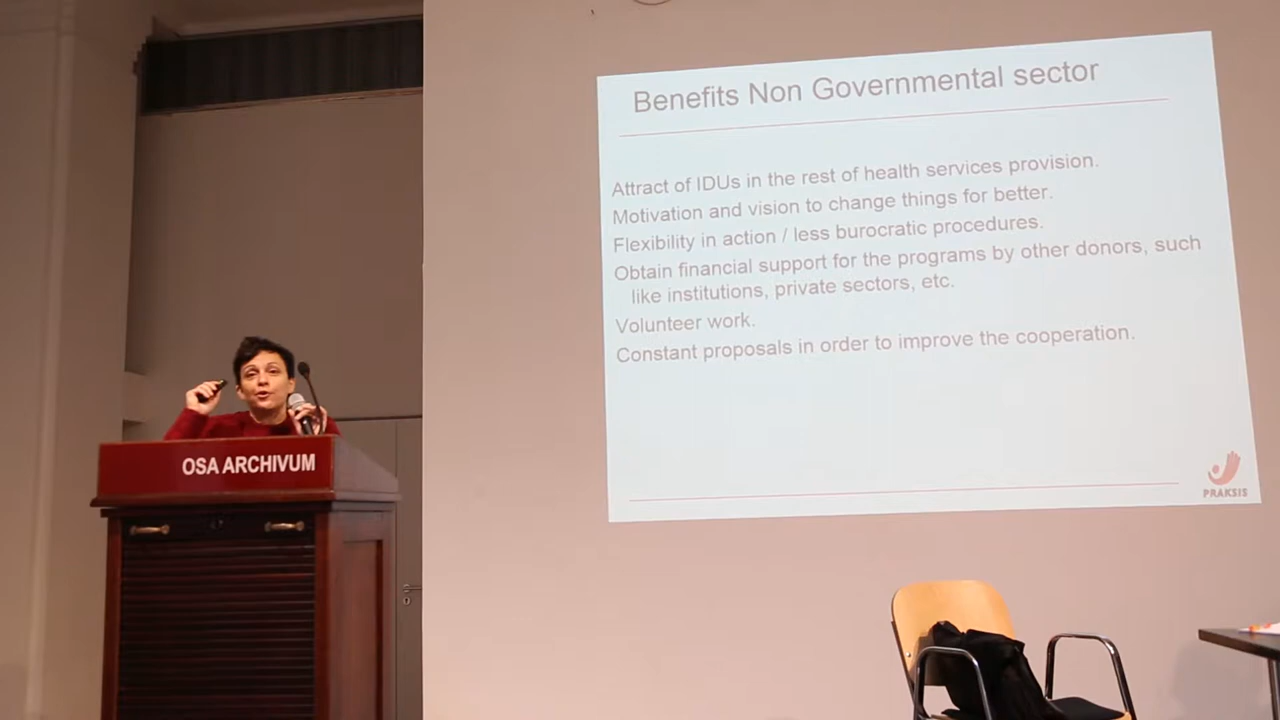 Benefits Non Governmental sector
Attract of IDUs in the rest of health services provision.
Motivation and vision to change things for better.
Flexibility in action / less burocratic procedures.
Obtain financial support for the programs by other donors, such
like institutions, private sectors, etc.
Volunteer work.
Constant proposals in order to improve the cooperation.
PRAKSIS
OSA ARCHIVUM